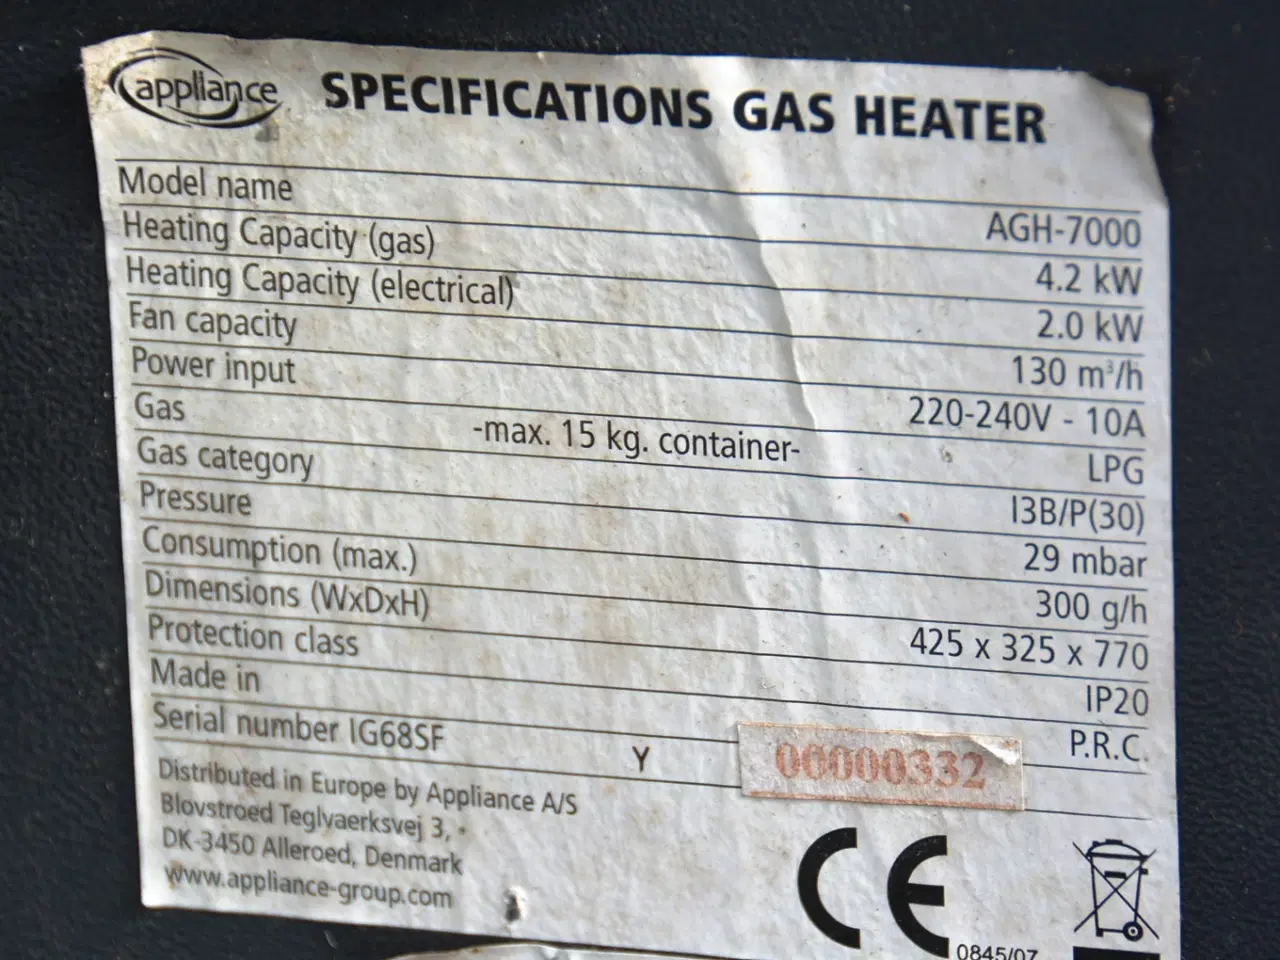 appliance SPECIFICATIONS GAS HEATER
Model name AGH-7000
Heating Capacity (gas) 4.2 kW
Heating Capacity (electrical) 2.0 kW
Fan capacity 130 m³/h
Power input 220-240V - 10A
Gas -max. 15 kg. container- LPG
Gas category I3B/P(30)
Pressure 29 mbar
Consumption (max.) 300 g/h
Dimensions (WxDxH) 425 x 325 x 770
Protection class IP20
Made in P.R.C.
Serial number IG68SF Y 00000332
Distributed in Europe by Appliance A/S
Blovstroed Teglvaerksvej 3,
DK-3450 Alleroed, Denmark
www.appliance-group.com
CE
0845/07